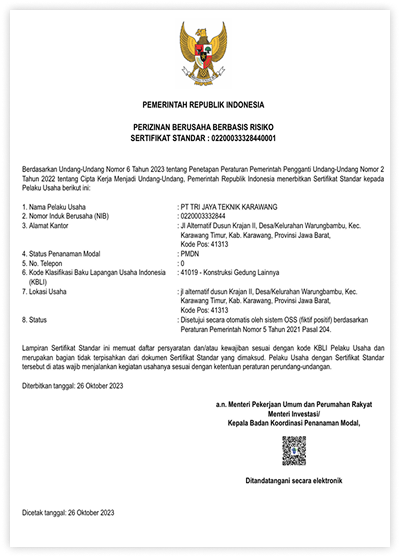 PEMERINTAH REPUBLIK INDONESIA
PERIZINAN BERUSAHA BERBASIS RISIKO
SERTIFIKAT STANDAR : 02200033328440001
Berdasarkan Undang-Undang Nomor 6 Tahun 2023 tentang Penetapan Peraturan Pemerintah Pengganti Undang-Undang Nomor 2
Tahun 2022 tentang Cipta Kerja Menjadi Undang-Undang, Pemerintah Republik Indonesia menerbitkan Sertifikat Standar kepada
Pelaku Usaha berikut ini:
1. Nama Pelaku Usaha : PT TRI JAYA TEKNIK KARAWANG
2. Nomor Induk Berusaha (NIB) : 0220003332844
3. Alamat Kantor : Jl Alternatif Dusun Krajan II, Desa/Kelurahan Warungbambu, Kec.
Karawang Timur, Kab. Karawang, Provinsi Jawa Barat,
Kode Pos: 41313
4. Status Penanaman Modal : PMDN
5. No. Telepon : 0
6. Kode Klasifikasi Baku Lapangan Usaha Indonesia : 41019 - Konstruksi Gedung Lainnya
(KBLI)
7. Lokasi Usaha : jl alternatif dusun Krajan II, Desa/Kelurahan Warungbambu, Kec.
Karawang Timur, Kab. Karawang, Provinsi Jawa Barat,
Kode Pos: 41313
8. Status : Disetujui secara otomatis oleh sistem OSS (fiktif positif) berdasarkan
Peraturan Pemerintah Nomor 5 Tahun 2021 Pasal 204.
Lampiran Sertifikat Standar ini memuat daftar persyaratan dan/atau kewajiban sesuai dengan kode KBLI Pelaku Usaha dan
merupakan bagian tidak terpisahkan dari dokumen Sertifikat Standar yang dimaksud. Pelaku Usaha dengan Sertifikat Standar
tersebut di atas wajib menjalankan kegiatan usahanya sesuai dengan ketentuan peraturan perundang-undangan.
Diterbitkan tanggal: 26 Oktober 2023
a.n. Menteri Pekerjaan Umum dan Perumahan Rakyat
Menteri Investasi/
Kepala Badan Koordinasi Penanaman Modal,
Ditandatangani secara elektronik
Dicetak tanggal: 26 Oktober 2023